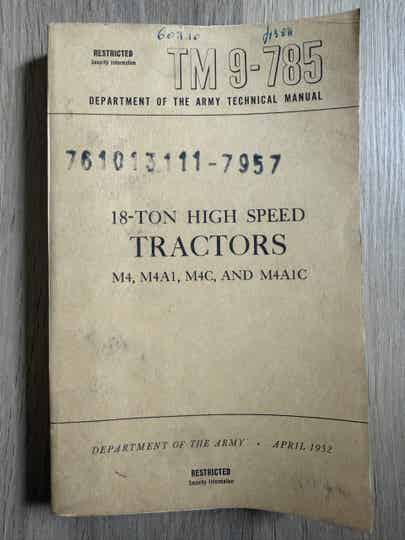 60310
RESTRICTED
Security Information
TM 9-785
DEPARTMENT OF THE ARMY TECHNICAL MANUAL
761013111-7957
18-TON HIGH SPEED
TRACTORS
M4, M4A1, M4C, AND M4A1C
DEPARTMENT OF THE ARMY • APRIL 1952
RESTRICTED
Security Information